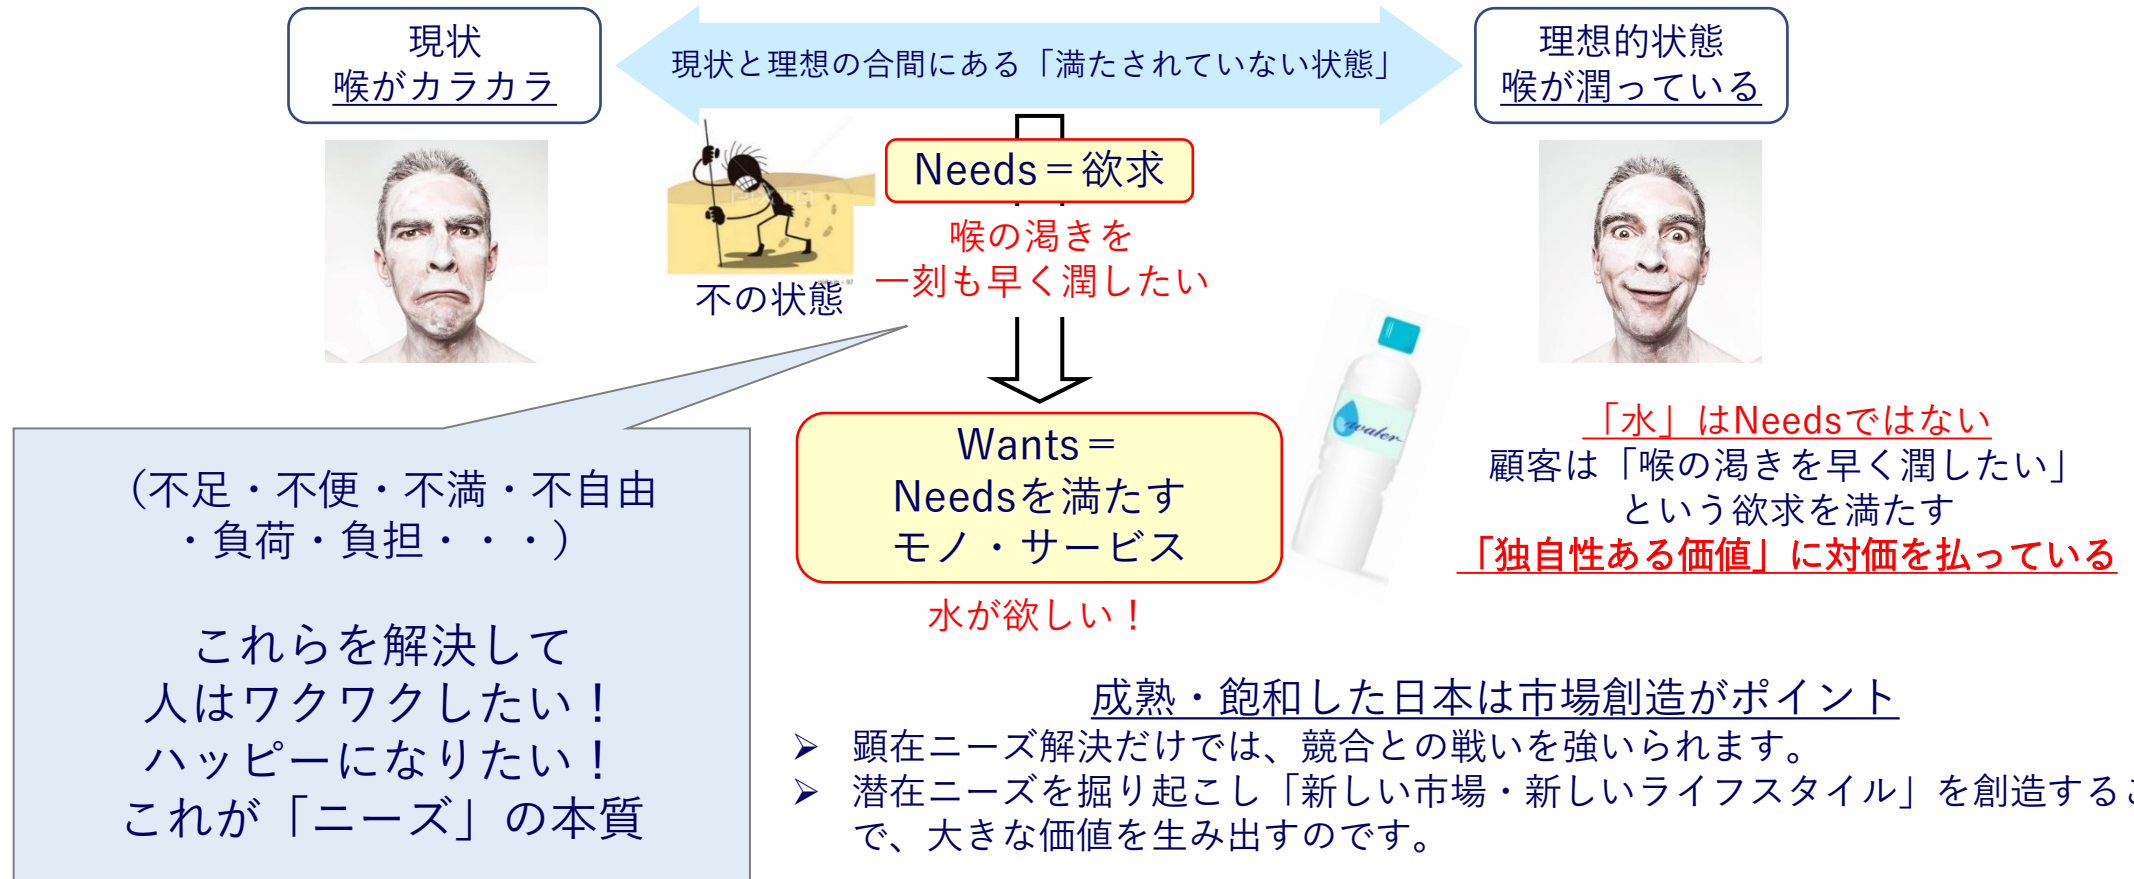 現状
喉がカラカラ
現状と理想の合間にある「満たされていない状態」
理想的状態
喉が潤っている
Needs＝欲求
喉の渇きを
一刻も早く潤したい
不の状態
Wants＝
Needsを満たす
モノ・サービス
水が欲しい！
water
「水」はNeedsではない
顧客は「喉の渇きを早く潤したい」
という欲求を満たす
「独自性ある価値」に対価を払っている
（不足・不便・不満・不自由
・負荷・負担・・・）
これらを解決して
人はワクワクしたい！
ハッピーになりたい！
これが「ニーズ」の本質
成熟・飽和した日本は市場創造がポイント
➢ 顕在ニーズ解決だけでは、競合との戦いを強いられます。
➢ 潜在ニーズを掘り起こし「新しい市場・新しいライフスタイル」を創造する
で、大きな価値を生み出すのです。